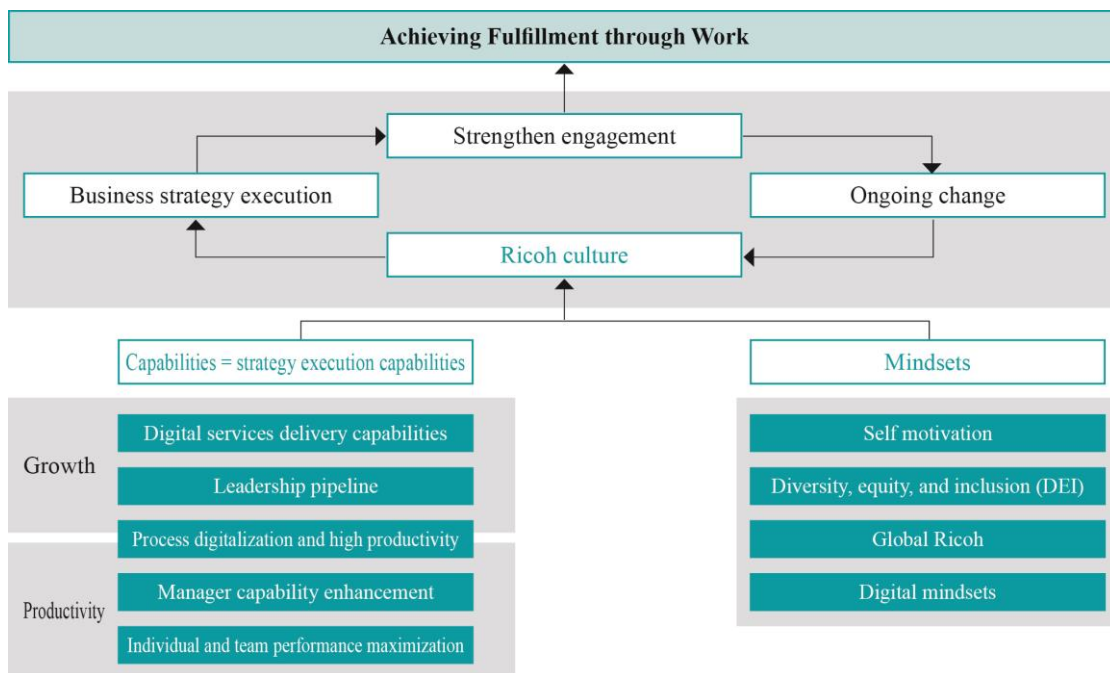 Achieving Fulfillment through Work
Strengthen engagement
Business strategy execution
Ongoing change
Ricoh culture
Capabilities = strategy execution capabilities
Mindsets
Growth
Digital services delivery capabilities
Leadership pipeline
Process digitalization and high productivity
Productivity
Manager capability enhancement
Individual and team performance maximization
Self motivation
Diversity, equity, and inclusion (DEI)
Global Ricoh
Digital mindsets